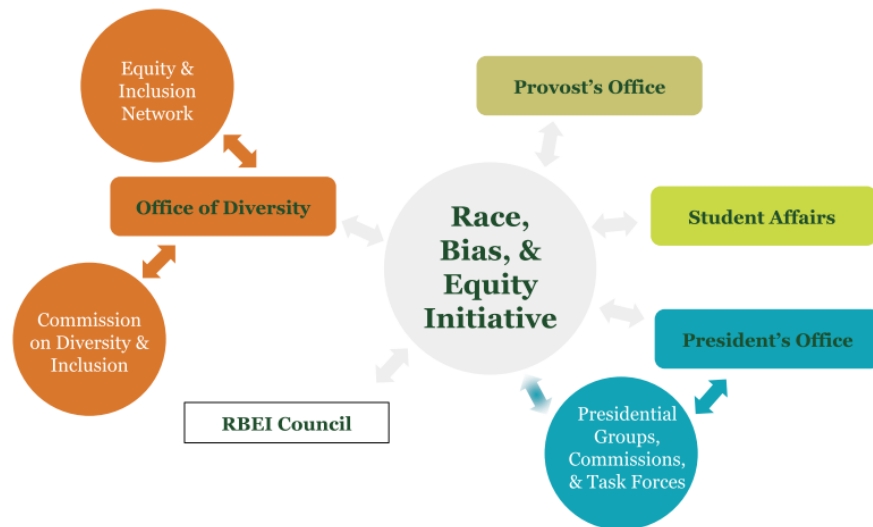 Equity &
Inclusion
Network
Provost's Office
Office of Diversity
Race,
Bias, &
Equity
Initiative
Student Affairs
Commission
on Diversity &
Inclusion
President's Office
RBEI Council
Presidential
Groups,
Commissions,
& Task Forces